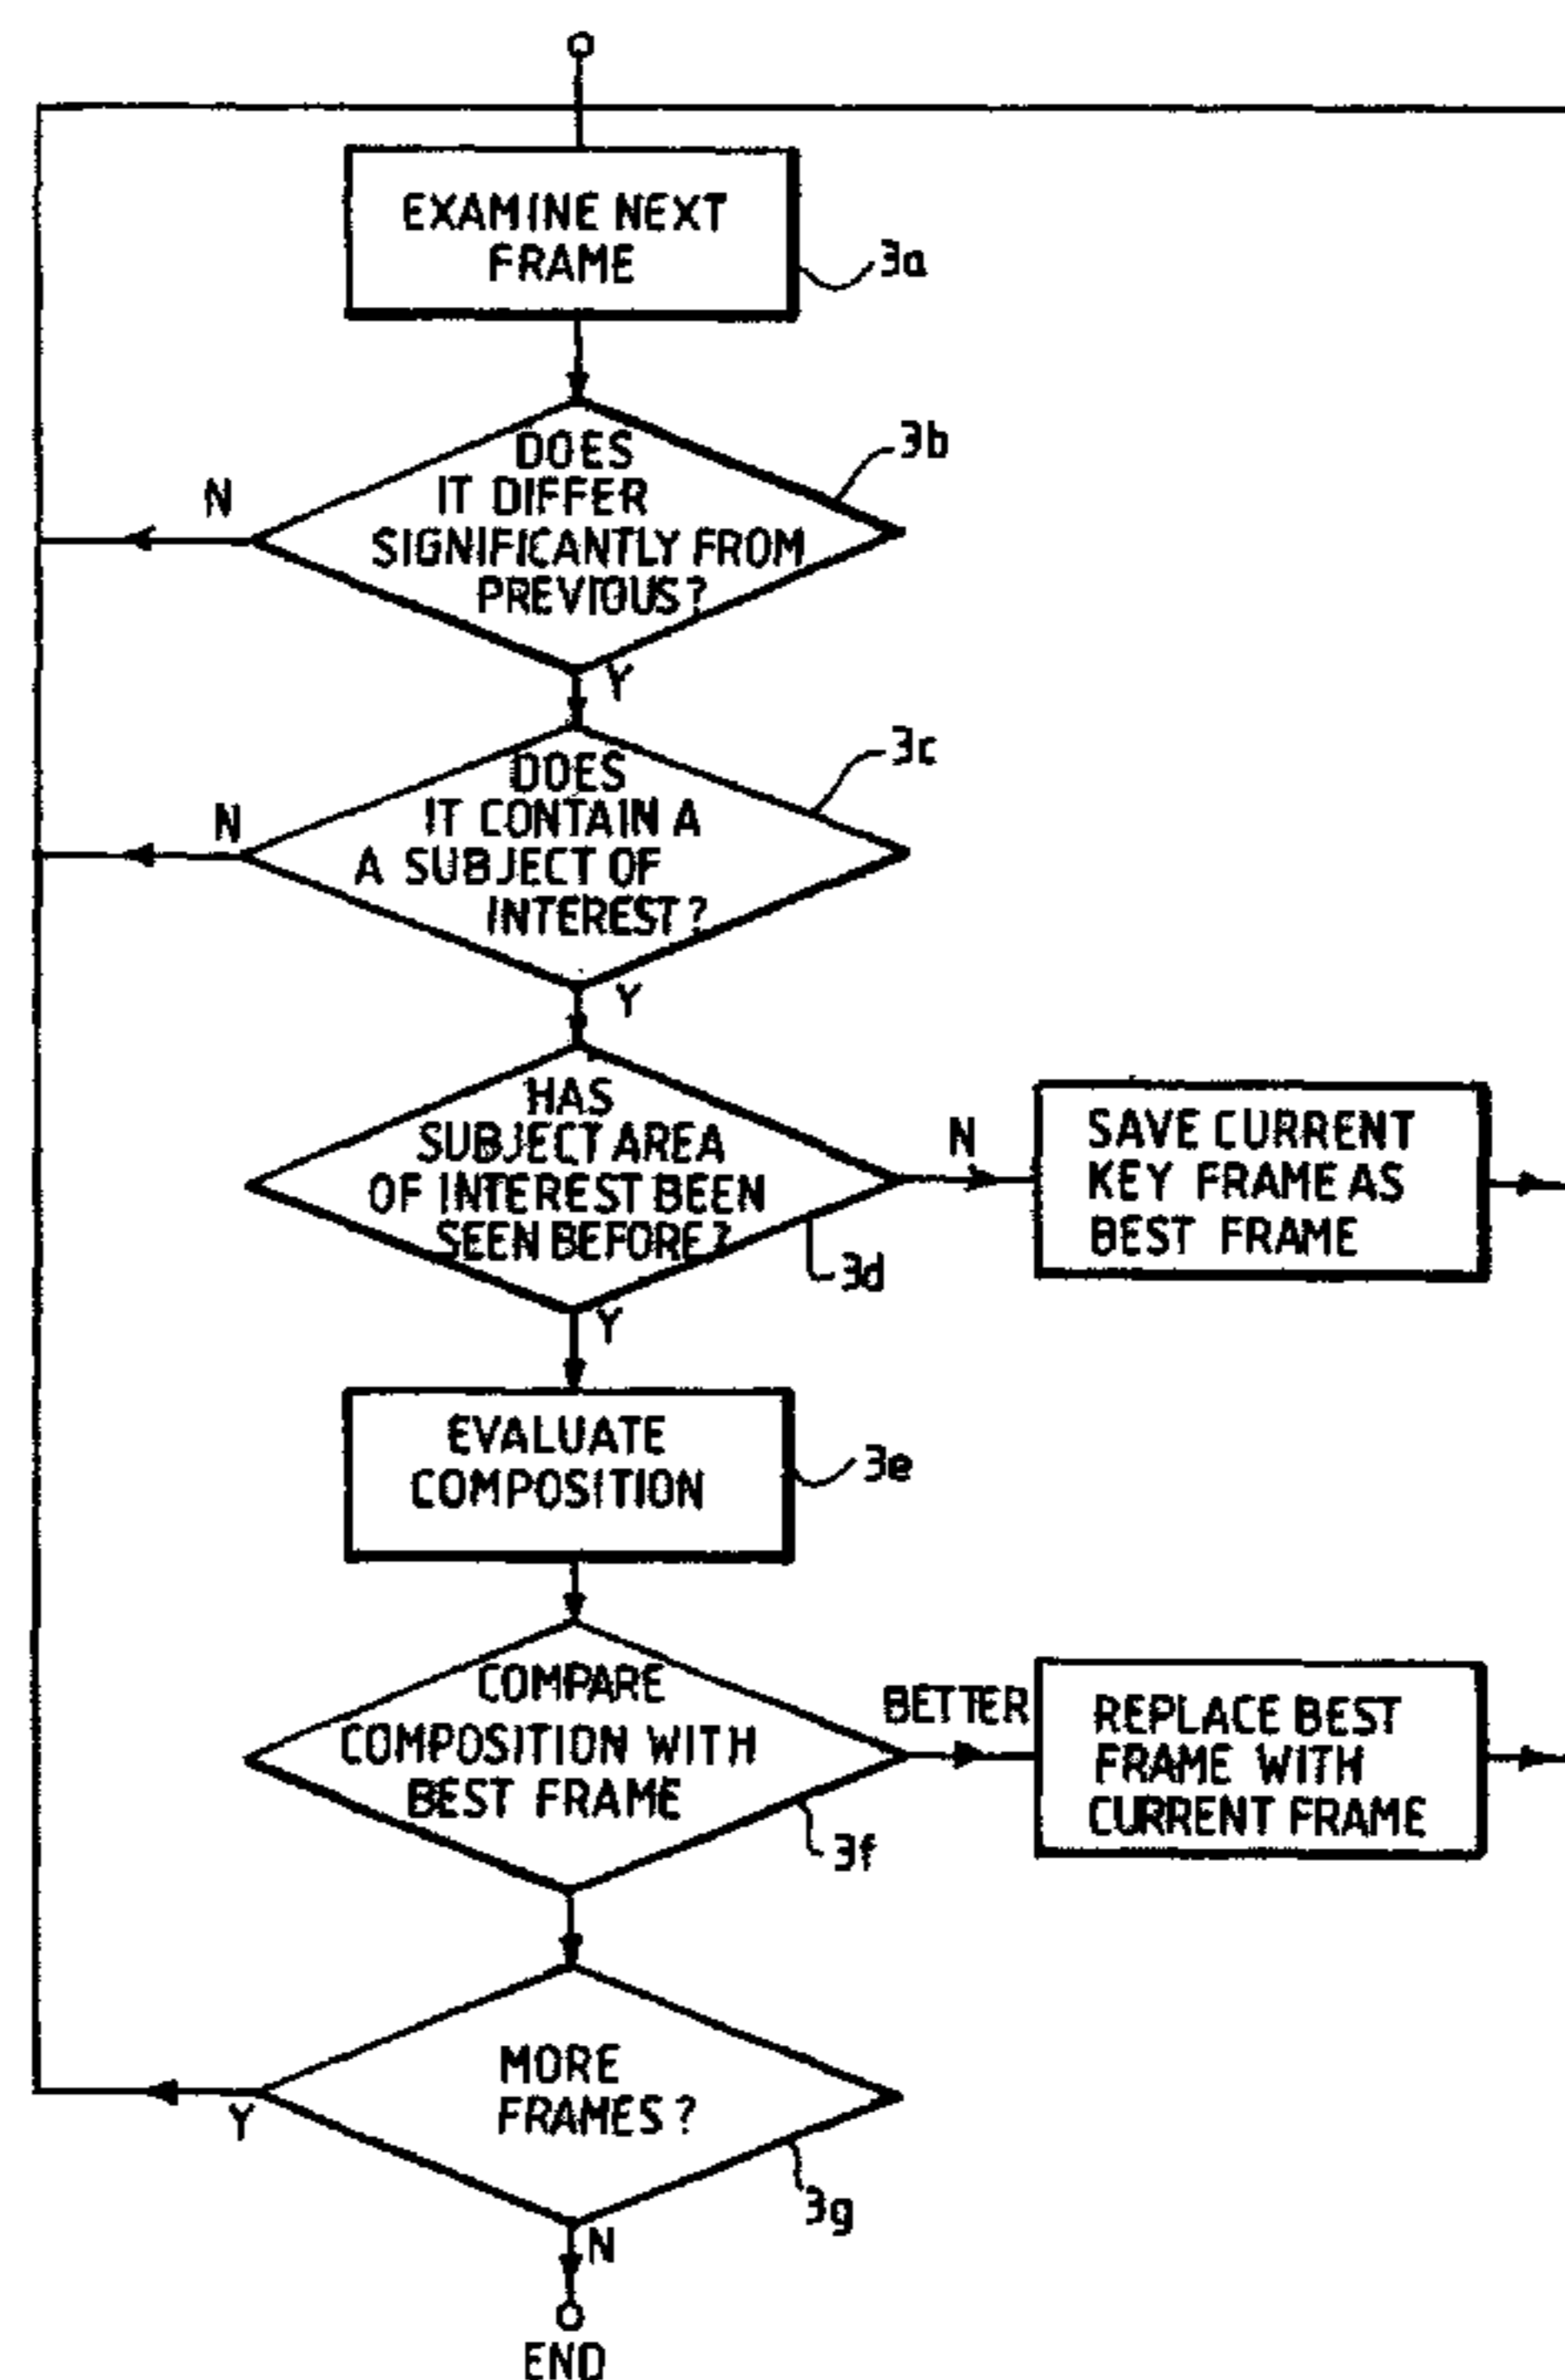 EXAMINE NEXT
FRAME
3a
DOES
IT DIFFER
SIGNIFICANTLY FROM
PREVIOUS?
3b
N
Y
DOES
IT CONTAIN A
A SUBJECT OF
INTEREST?
3c
N
Y
HAS
SUBJECT AREA
OF INTEREST BEEN
SEEN BEFORE?
3d
N
SAVE CURRENT
KEY FRAME AS
BEST FRAME
Y
EVALUATE
COMPOSITION
3e
COMPARE
COMPOSITION WITH
BEST FRAME
3f
BETTER
REPLACE BEST
FRAME WITH
CURRENT FRAME
MORE
FRAMES?
3g
Y
N
END